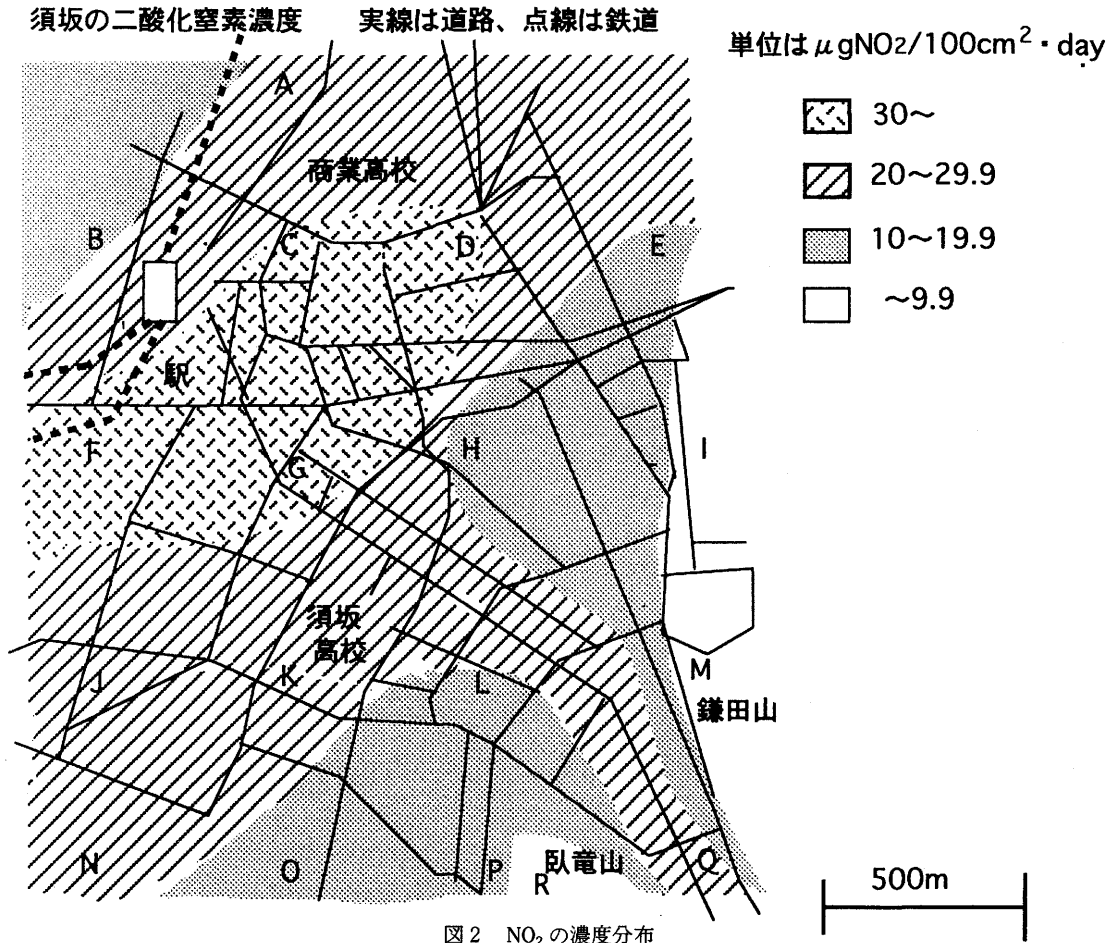 須坂の二酸化窒素濃度 実線は道路、点線は鉄道
単位はμgNO2/100cm²・day
30〜
20〜29.9
10〜19.9
〜9.9
A
商業高校
B
C
D
E
駅
F
G
H
I
須坂
高校
J
K
L
M
鎌田山
N
O
P
臥竜山
R
Q
500m
図2 NO₂の濃度分布